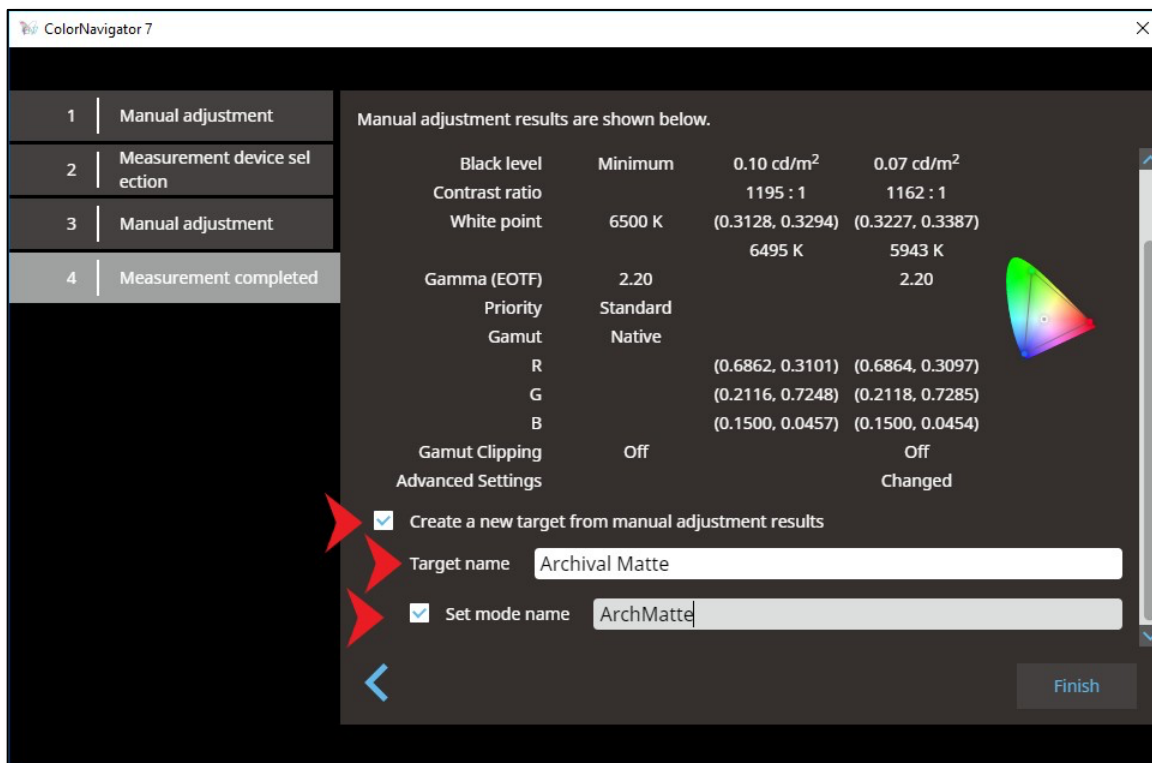 ColorNavigator 7
1 Manual adjustment
2 Measurement device sel
ection
3 Manual adjustment
4 Measurement completed
Manual adjustment results are shown below.
Black level Minimum 0.10 cd/m² 0.07 cd/m²
Contrast ratio 1195 : 1 1162 : 1
White point 6500 K (0.3128, 0.3294) (0.3227, 0.3387)
6495 K 5943 K
Gamma (EOTF) 2.20 2.20
Priority Standard
Gamut Native
R (0.6862, 0.3101) (0.6864, 0.3097)
G (0.2116, 0.7248) (0.2118, 0.7285)
B (0.1500, 0.0457) (0.1500, 0.0454)
Gamut Clipping Off Off
Advanced Settings Changed
Create a new target from manual adjustment results
Target name Archival Matte
Set mode name ArchMatte
Finish